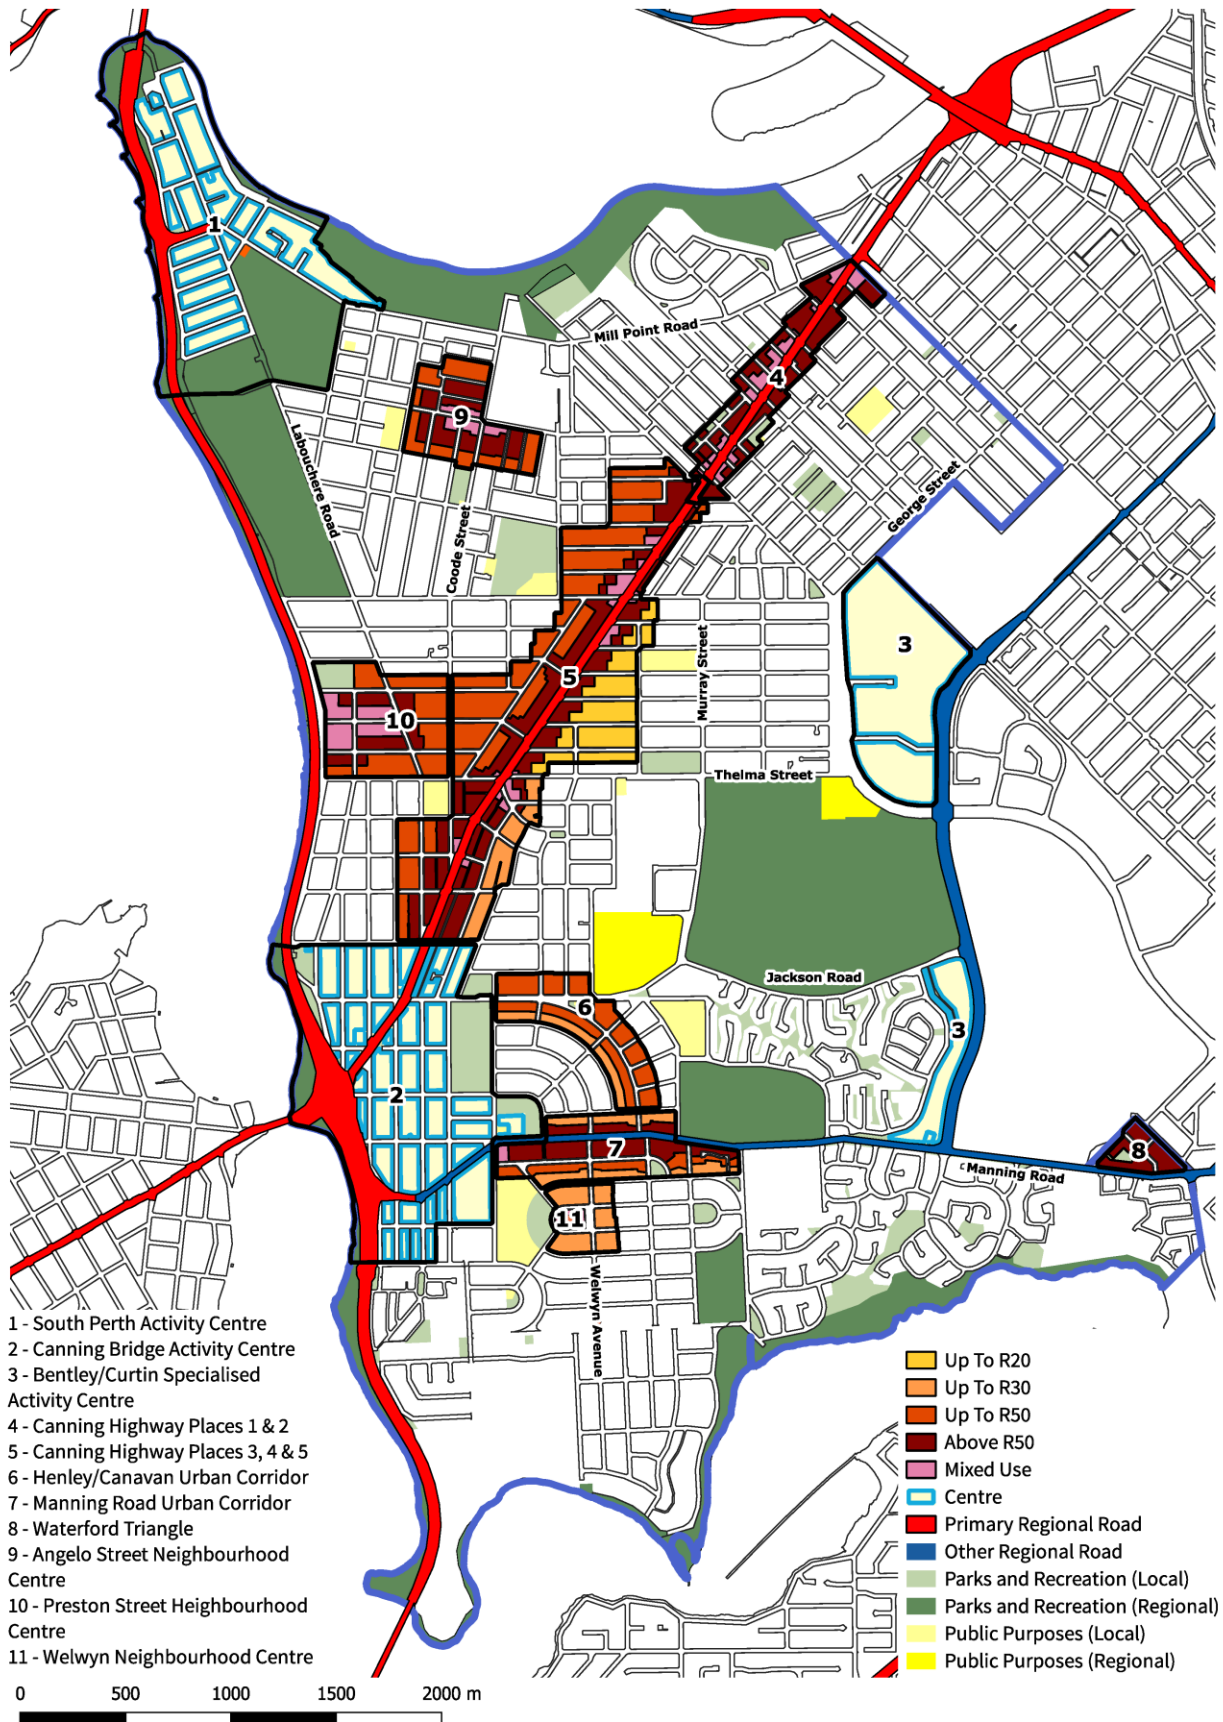 1
Mill Point Road
4
9
Labouchere Road
Coode Street
George Street
3
5
Murray Street
10
Thelma Street
Jackson Road
6
3
2
7
8
Manning Road
11
Welwyn Avenue
1 - South Perth Activity Centre
2 - Canning Bridge Activity Centre
3 - Bentley/Curtin Specialised
Activity Centre
4 - Canning Highway Places 1 & 2
5 - Canning Highway Places 3, 4 & 5
6 - Henley/Canavan Urban Corridor
7 - Manning Road Urban Corridor
8 - Waterford Triangle
9 - Angelo Street Neighbourhood
Centre
10 - Preston Street Heighbourhood
Centre
11 - Welwyn Neighbourhood Centre
Up To R20
Up To R30
Up To R50
Above R50
Mixed Use
Centre
Primary Regional Road
Other Regional Road
Parks and Recreation (Local)
Parks and Recreation (Regional)
Public Purposes (Local)
Public Purposes (Regional)
0 500 1000 1500 2000 m